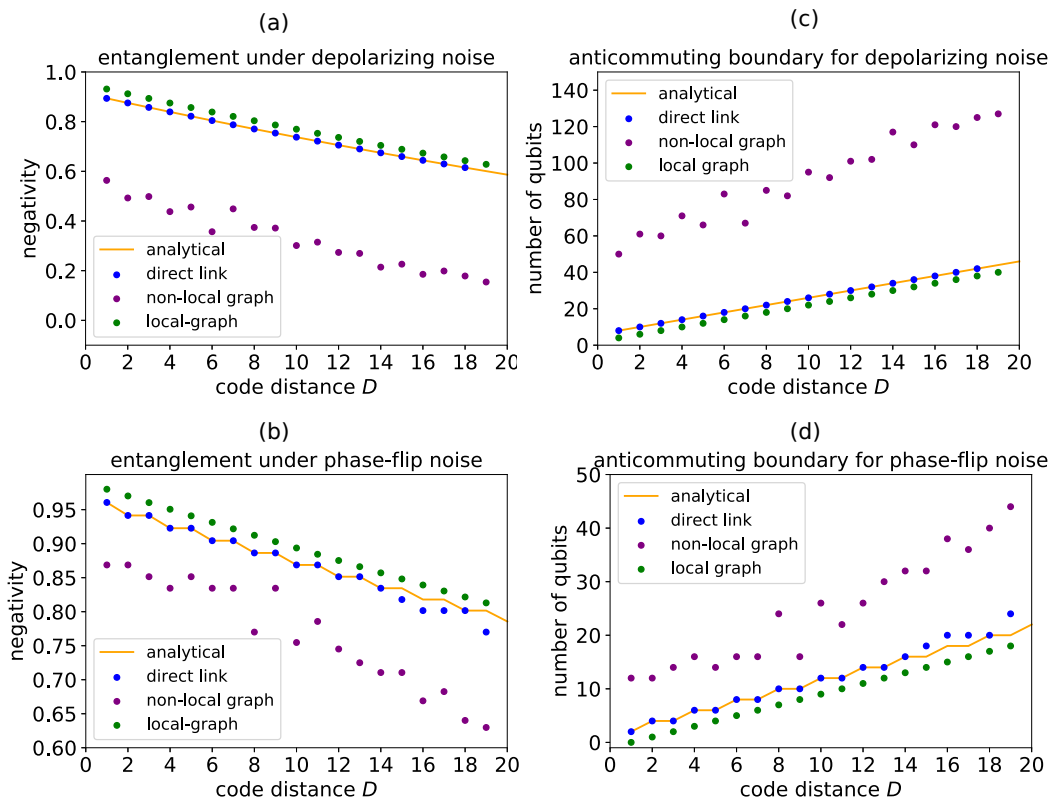 (a)
entanglement under depolarizing noise
1.0
0.8
0.6
0.4
0.2
0.0
negativity
analytical
direct link
non-local graph
local-graph
0 2 4 6 8 10 12 14 16 18 20
code distance D
(c)
anticommuting boundary for depolarizing noise
140
120
100
80
60
40
20
0
number of qubits
analytical
direct link
non-local graph
local graph
0 2 4 6 8 10 12 14 16 18 20
code distance D
(b)
entanglement under phase-flip noise
0.95
0.90
0.85
0.80
0.75
0.70
0.65
0.60
negativity
analytical
direct link
non-local graph
local-graph
0 2 4 6 8 10 12 14 16 18 20
code distance D
(d)
anticommuting boundary for phase-flip noise
50
40
30
20
10
0
number of qubits
analytical
direct link
non-local graph
local graph
0 2 4 6 8 10 12 14 16 18 20
code distance D